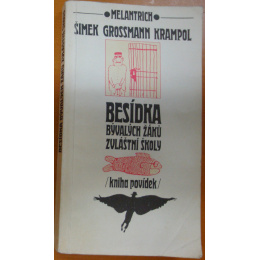 MELANTRICH
ŠIMEK GROSSMANN KRAMPOL
BESÍDKA
BÝVALÝCH ŽÁKŮ
ZVLÁŠTNÍ ŠKOLY
/kniha povídek/